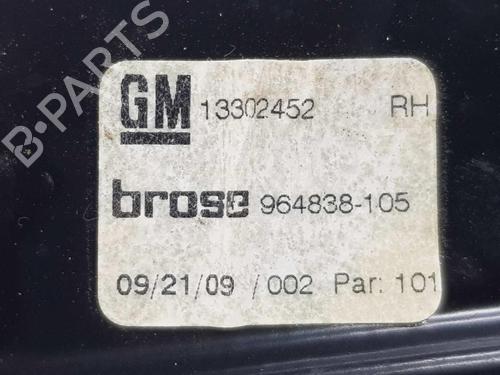 GM 13302452 RH
brose 964838-105
09/21/09 /002 Par: 101
B-PARTS